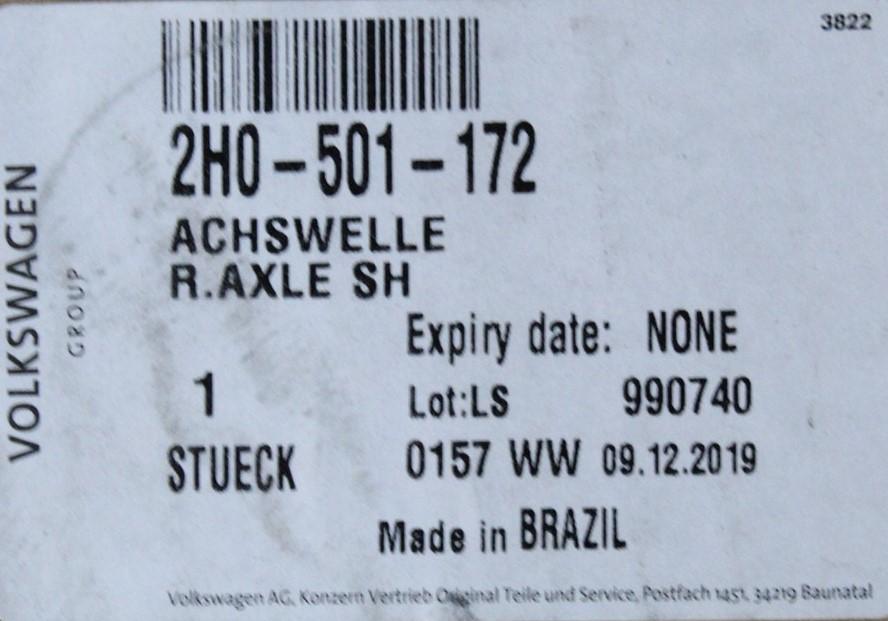 3822
VOLKSWAGEN
GROUP
2H0-501-172
ACHSWELLE
R.AXLE SH
Expiry date: NONE
1 Lot:LS 990740
STUECK 0157 WW 09.12.2019
Made in BRAZIL
Volkswagen AG, Konzern Vertrieb Original Teile und Service, Postfach 1451, 34219 Baunatal